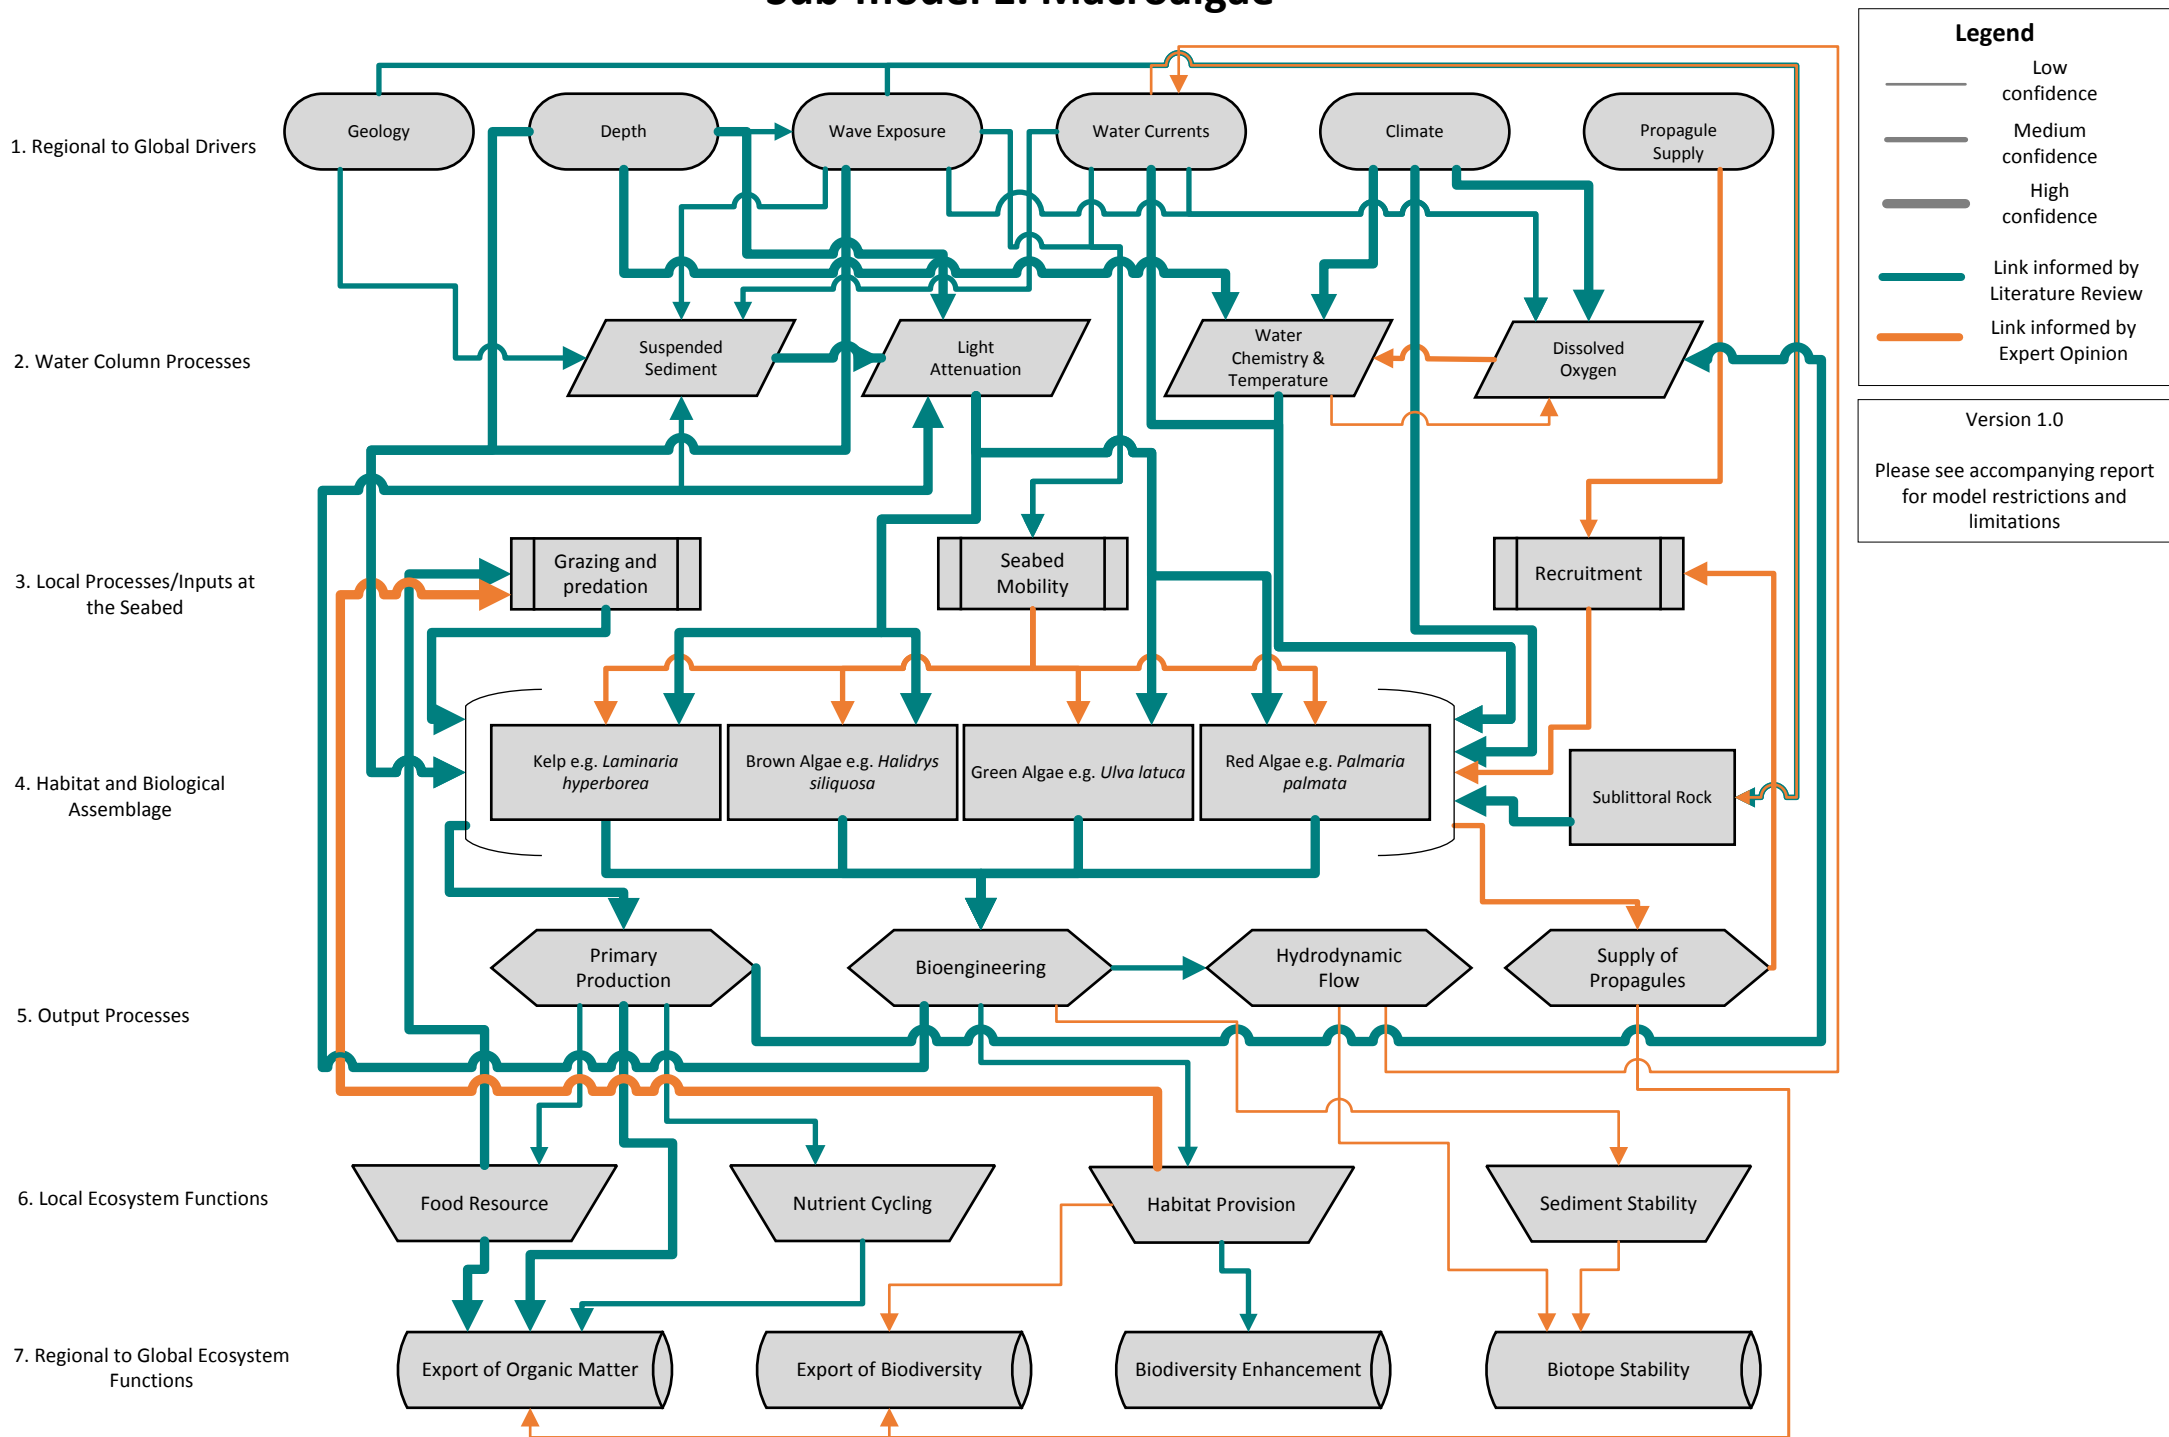 Sub-model 2: Macroalgae
Legend
Low
confidence
Medium
confidence
High
confidence
Link informed by
Literature Review
Link informed by
Expert Opinion
Version 1.0
Please see accompanying report
for model restrictions and
limitations
1. Regional to Global Drivers
Geology
Depth
Wave Exposure
Water Currents
Climate
Propagule
Supply
2. Water Column Processes
Suspended
Sediment
Light
Attenuation
Water
Chemistry &
Temperature
Dissolved
Oxygen
3. Local Processes/Inputs at
the Seabed
Grazing and
predation
Seabed
Mobility
Recruitment
4. Habitat and Biological
Assemblage
Kelp e.g. Laminaria
hyperborea
Brown Algae e.g. Halidrys
siliquosa
Green Algae e.g. Ulva latuca
Red Algae e.g. Palmaria
palmata
Sublittoral Rock
5. Output Processes
Primary
Production
Bioengineering
Hydrodynamic
Flow
Supply of
Propagules
6. Local Ecosystem Functions
Food Resource
Nutrient Cycling
Habitat Provision
Sediment Stability
7. Regional to Global Ecosystem
Functions
Export of Organic Matter
Export of Biodiversity
Biodiversity Enhancement
Biotope Stability